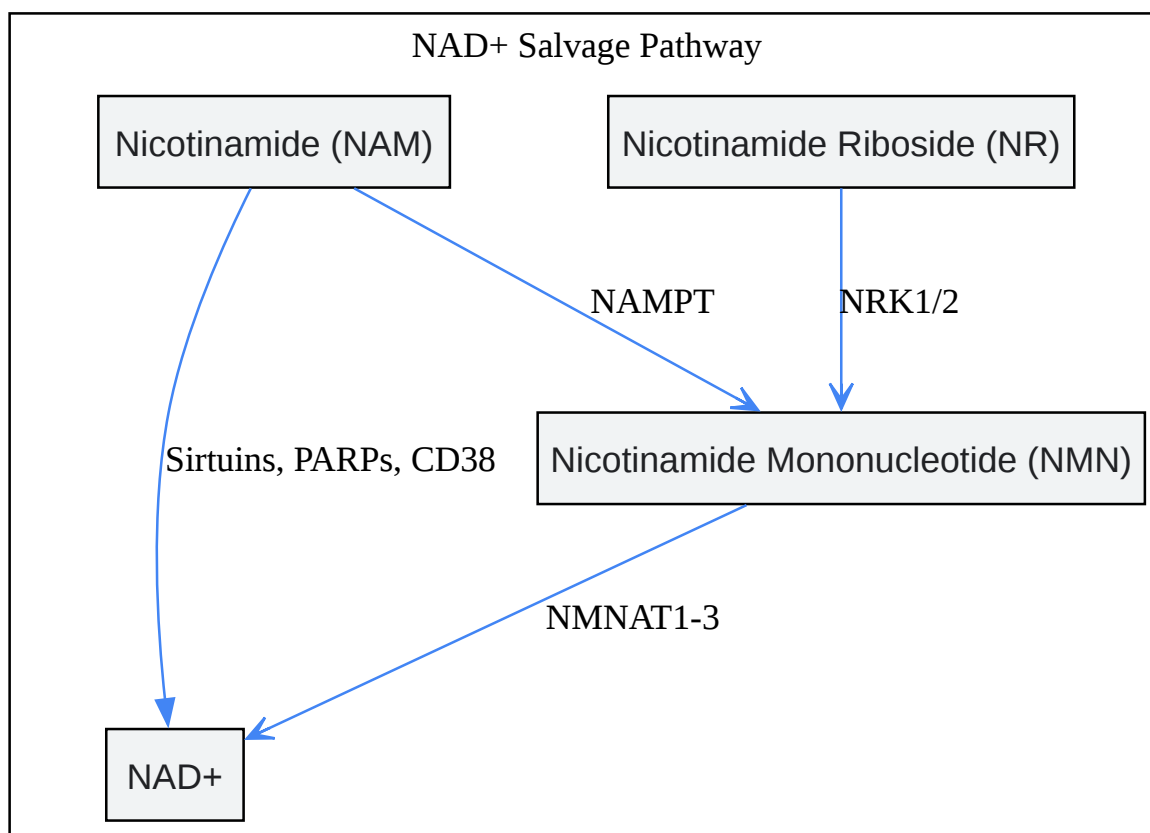 NAD+ Salvage Pathway
Nicotinamide (NAM)
Nicotinamide Riboside (NR)
NAMPT
NRK1/2
Sirtuins, PARPs, CD38
Nicotinamide Mononucleotide (NMN)
NMNAT1-3
NAD+